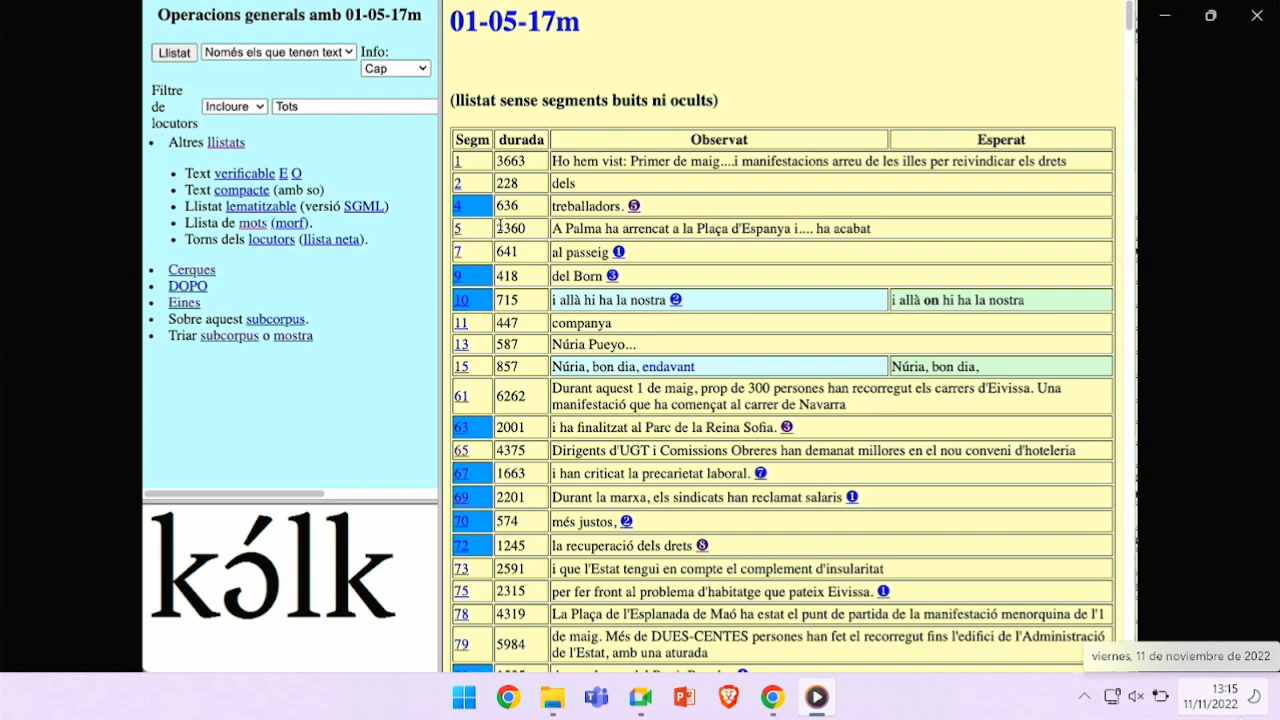 Operacions generals amb 01-05-17m
Llistat Només els que tenen text Info:
Cap
Filtre
de
locutors
Incloure Tots
• Altres llistats
• Text verificable E O
• Text compacte (amb so)
• Llistat lematitzable (versió SGML)
• Llista de mots (morf).
• Torns dels locutors (llista neta).
• Cerques
• DOPO
• Eines
• Sobre aquest subcorpus.
• Triar subcorpus o mostra
kɔ́lk
01-05-17m
(llistat sense segments buits ni ocults)
Segm durada Observat Esperat
1 3663 Ho hem vist: Primer de maig....i manifestacions arreu de les illes per reivindicar els drets
2 228 dels
4 636 treballadors. ❺
5 2360 A Palma ha arrencat a la Plaça d'Espanya i.... ha acabat
7 641 al passeig ❶
9 418 del Born ❸
10 715 i allà hi ha la nostra ❷ i allà on hi ha la nostra
11 447 companya
13 587 Núria Pueyo...
15 857 Núria, bon dia, endavant Núria, bon dia,
61 6262 Durant aquest 1 de maig, prop de 300 persones han recorregut els carrers d'Eivissa. Una
manifestació que ha començat al carrer de Navarra
63 2001 i ha finalitzat al Parc de la Reina Sofia. ❸
65 4375 Dirigents d'UGT i Comissions Obreres han demanat millores en el nou conveni d'hoteleria
67 1663 i han criticat la precarietat laboral. ❼
69 2201 Durant la marxa, els sindicats han reclamat salaris ❶
70 574 més justos, ❷
72 1245 la recuperació dels drets ❽
73 2591 i que l'Estat tengui en compte el complement d'insularitat
75 2315 per fer front al problema d'habitatge que pateix Eivissa. ❶
78 4319 La Plaça de l'Esplanada de Maó ha estat el punt de partida de la manifestació menorquina de l'1
79 5984 de maig. Més de DUES-CENTES persones han fet el recorregut fins l'edifici de l'Administració
de l'Estat, amb una aturada
viernes, 11 de noviembre de 2022
13:15
11/11/2022